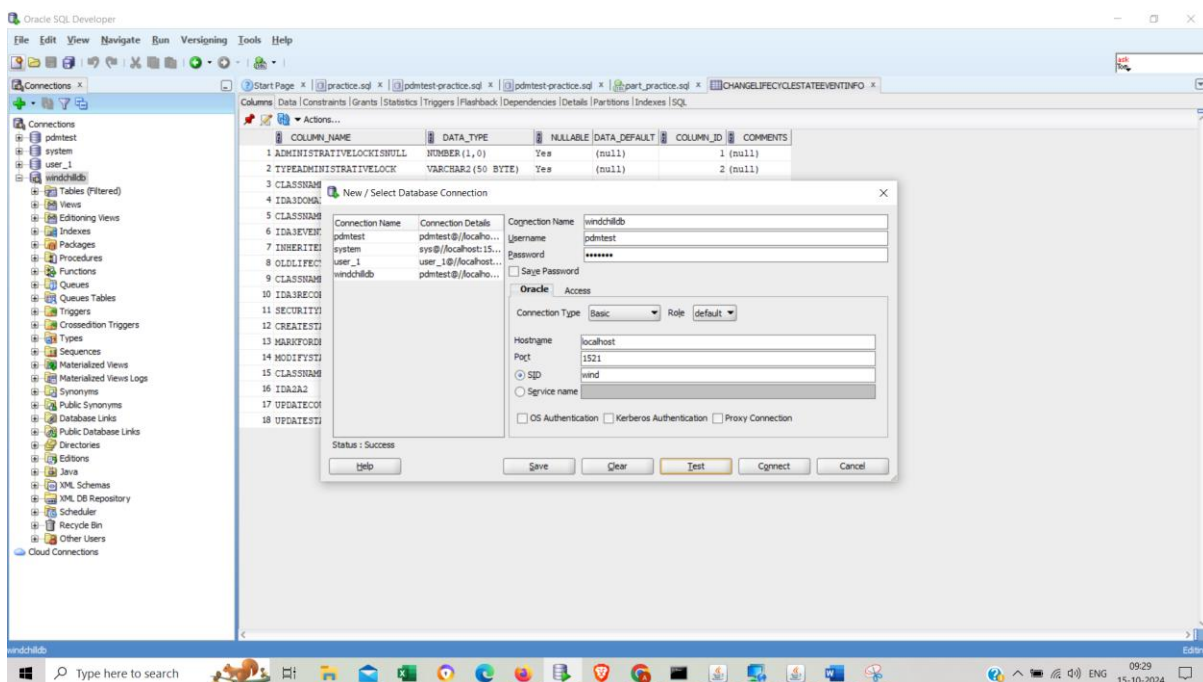 Oracle SQL Developer
File Edit View Navigate Run Versioning Tools Help
Connections
Start Page practice.sql pdmtest-practice.sql pdmtest-practice.sql part_practice.sql CHANGELIFECYCLESTATEEVENTINFO
Columns Data Constraints Grants Statistics Triggers Flashback Dependencies Details Partitions Indexes SQL
Actions...
COLUMN_NAME DATA_TYPE NULLABLE DATA_DEFAULT COLUMN_ID COMMENTS
1 ADMINISTRATIVELOCKISNULL NUMBER(1,0) Yes (null) 1 (null)
2 TYPEADMINISTRATIVELOCK VARCHAR2(50 BYTE) Yes (null) 2 (null)
3 CLASSNAME
4 IDA3DOMA
5 CLASSNAME
6 IDA3EVEN
7 INHERITE
8 OLDLIFEC
9 CLASSNAME
10 IDA3RECO
11 SECURITY
12 CREATEST
13 MARKFORD
14 MODIFYST
15 CLASSNAME
16 IDA2A2
17 UPDATECO
18 UPDATEST
Connections
pdmtest
system
user_1
windchilldb
Tables (Filtered)
Views
Editioning Views
Indexes
Packages
Procedures
Functions
Queues
Queues Tables
Triggers
Crossedition Triggers
Types
Sequences
Materialized Views
Materialized Views Logs
Synonyms
Public Synonyms
Database Links
Public Database Links
Directories
Editions
Java
XML Schemas
XML DB Repository
Scheduler
Recycle Bin
Other Users
Cloud Connections
New / Select Database Connection
Connection Name Connection Details
pdmtest pdmtest@//localho...
system sys@//localhost:15...
user_1 user_1@//localhost...
windchilldb pdmtest@//localho...
Connection Name windchilldb
Username pdmtest
Password •••••••
Save Password
Oracle Access
Connection Type Basic Role default
Hostname localhost
Port 1521
SID wind
Service name
OS Authentication Kerberos Authentication Proxy Connection
Status : Success
Help Save Clear Test Connect Cancel
windchilldb
Type here to search
ENG
09:29
15-10-2024